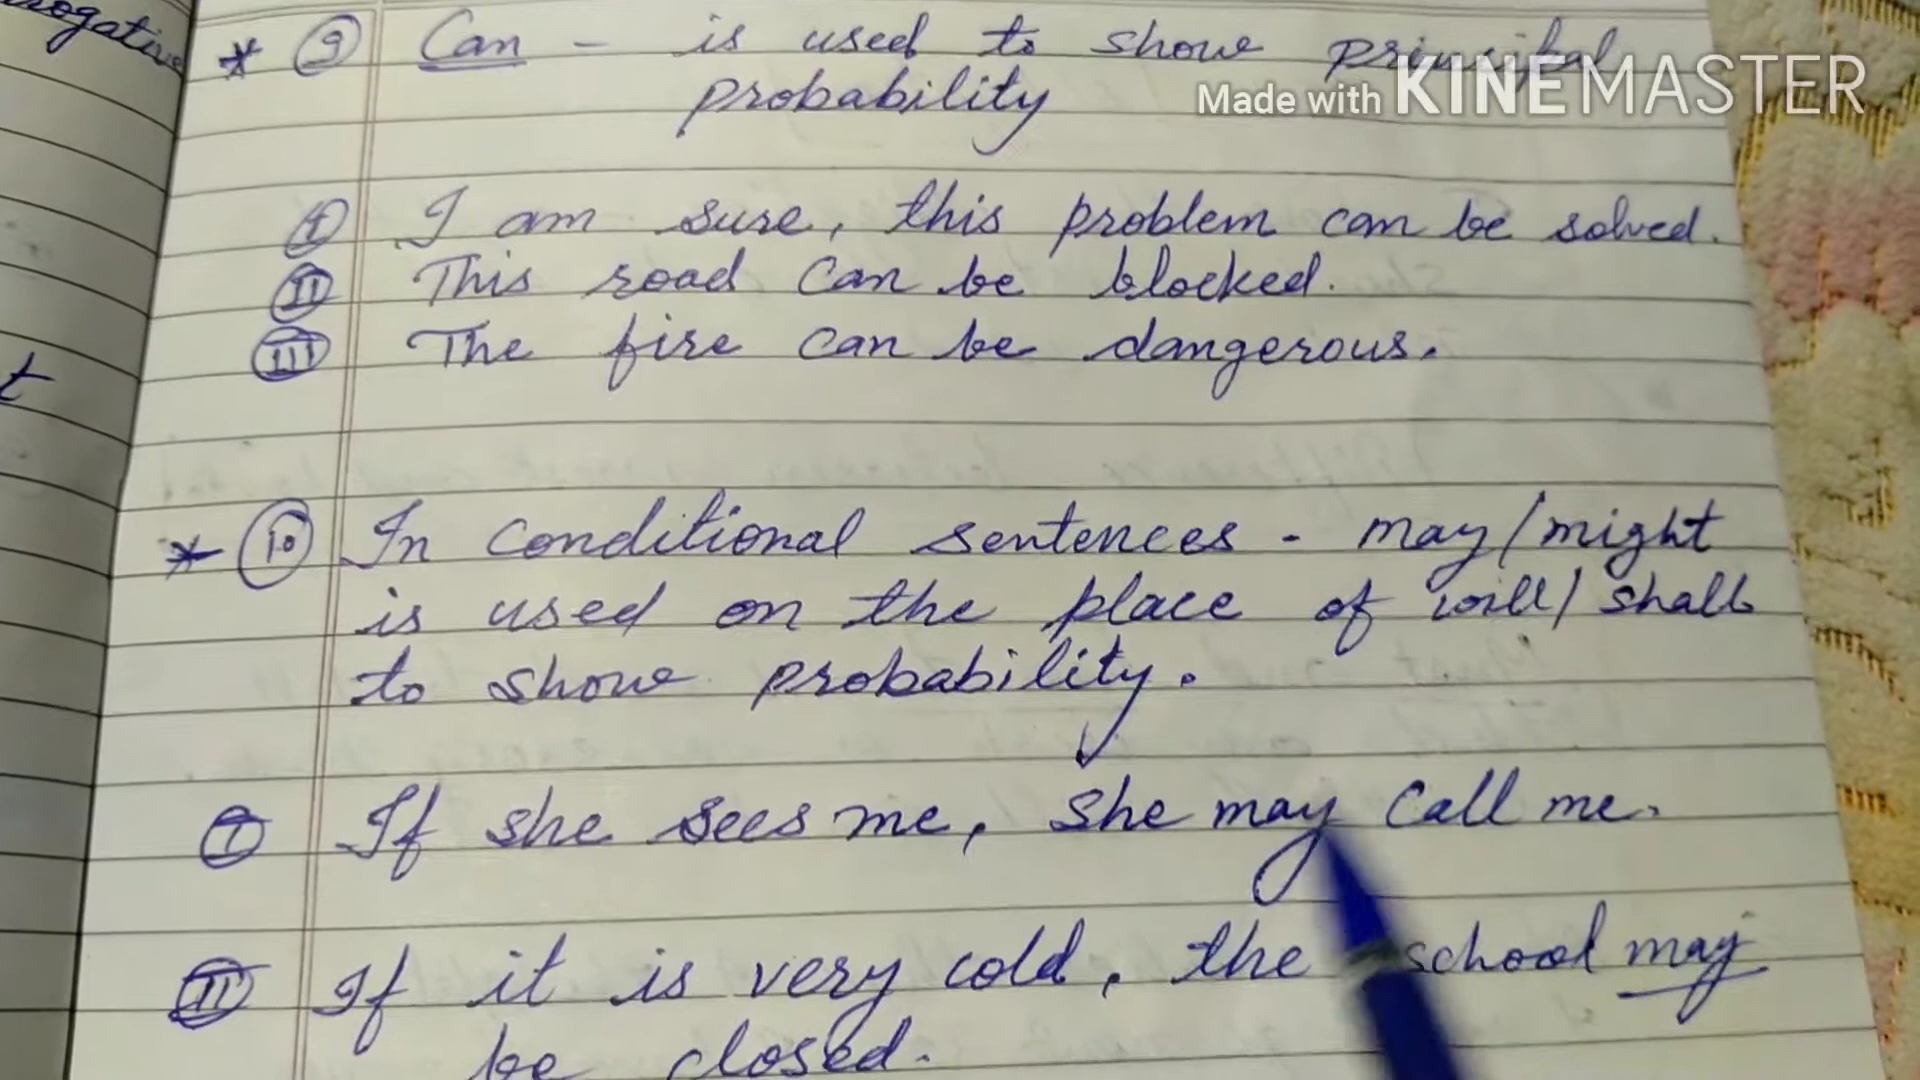 rogative
* 9 Can - is used to show
probability
Made with KINEMASTER
I I am sure, this problem can be solved.
II This road can be blocked.
III The fire can be dangerous.
t
* 10 In Conditional sentences - may/might
is used on the place of will/shall
to show probability.
I If she sees me, She may Call me.
II If it is very cold, the school may
be closed.